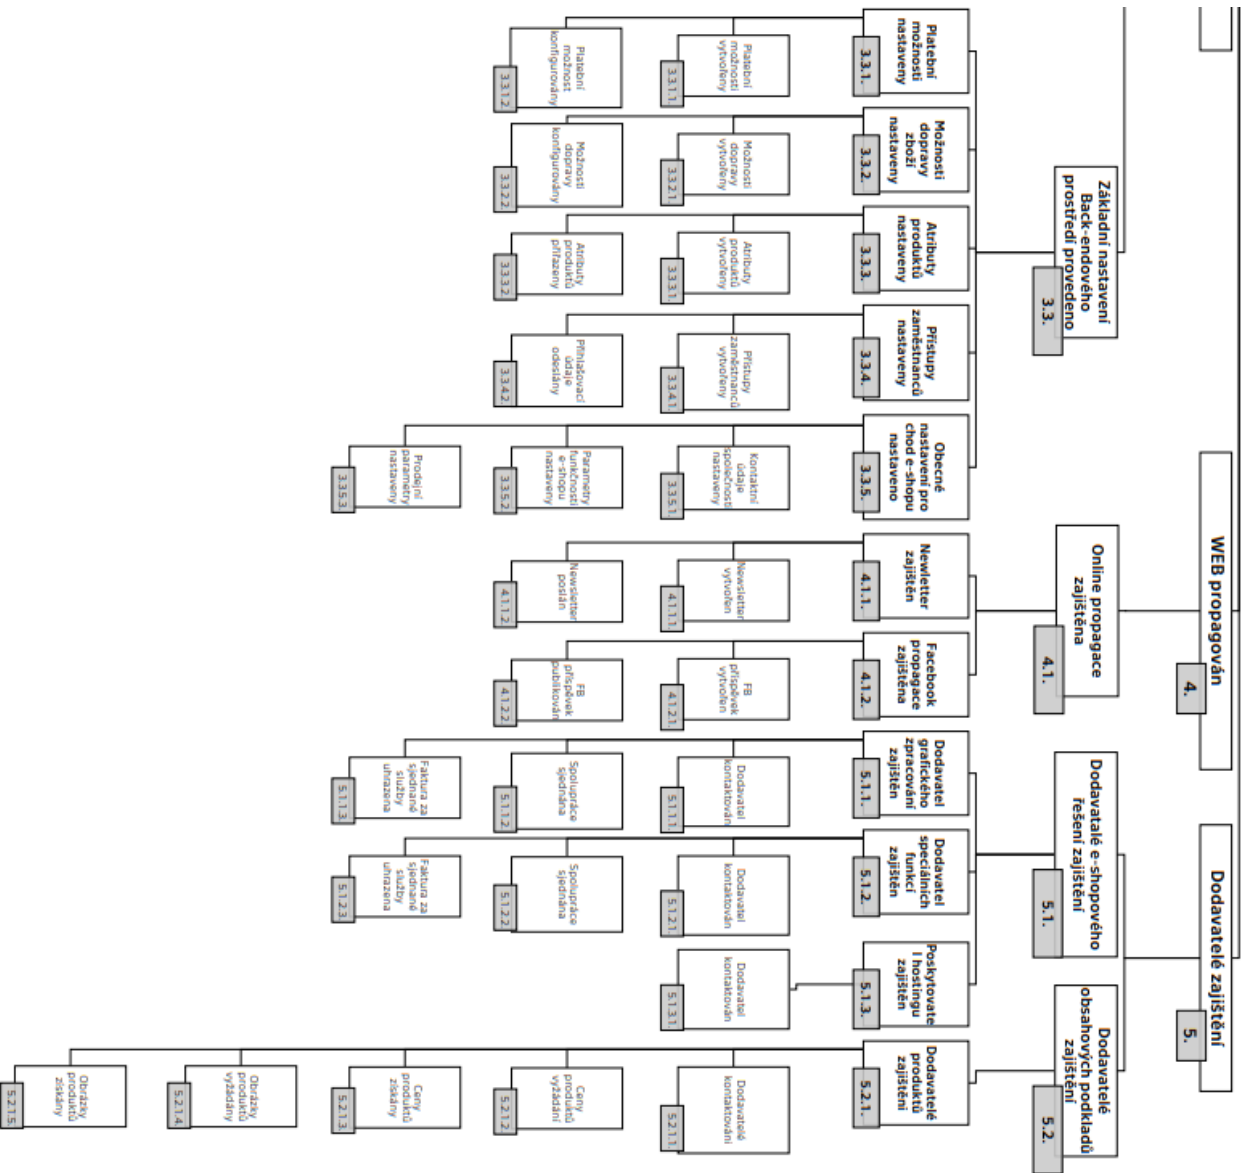 WEB propagován
4.
Dodavatelé zajištění
5.
Základní nastavení
Back-endového
prostředí provedeno
3.3.
Online propagace
zajištěna
4.1.
Dodavatalé e-shopového
řešení zajištění
5.1.
Dodavatelé
obsahových podkladů
zajištění
5.2.
Platební
možnosti
nastaveny
3.3.1.
Možnosti
dopravy
zboží
nastaveny
3.3.2.
Atributy
produktů
nastaveny
3.3.3.
Přístupy
zaměstnanců
nastaveny
3.3.4.
Obecné
nastavení pro
chod e-shopu
nastaveno
3.3.5.
Newletter
zajištěn
4.1.1.
Facebook
propagace
zajištěna
4.1.2.
Dodavatel
grafického
zpracování
zajištěn
5.1.1.
Dodavatel
speciálních
funkcí
zajištěn
5.1.2.
Poskytovate
l hostingu
zajištěn
5.1.3.
Dodavatelé
produktů
zajištěni
5.2.1.
Platební
možnosti
vytvořeny
3.3.1.1.
Možnosti
dopravy
vytvořeny
3.3.2.1.
Atributy
produktů
vytvořeny
3.3.3.1.
Přístupy
zaměstnanců
vytvořeny
3.3.4.1.
Kontaktní
údaje
společnosti
nastaveny
3.3.5.1.
Newsletter
vytvořen
4.1.1.1.
FB
příspěvek
vytvořen
4.1.2.1.
Dodavatel
kontaktován
5.1.1.1.
Dodavatel
kontaktován
5.1.2.1.
Dodavatel
kontaktován
5.1.3.1.
Dodavatelé
kontaktováni
5.2.1.1.
Platební
možnost
konfigurovány
3.3.1.2.
Možnosti
dopravy
konfigurovány
3.3.2.2.
Atributy
produktů
přiřazeny
3.3.3.2.
Přihlašovací
údaje
odeslány
3.3.4.2.
Parametry
funkčnosti
e-shopu
nastaveny
3.3.5.2.
Newsletter
poslán
4.1.1.2.
FB
příspěvek
publikován
4.1.2.2.
Spolupráce
sjednána
5.1.1.2.
Spolupráce
sjednána
5.1.2.2.
Ceny
produktů
vyžádání
5.2.1.2.
Prodejní
parametry
nastaveny
3.3.5.3.
Faktura za
sjednané
služby
uhrazena
5.1.1.3.
Faktura za
sjednané
služby
uhrazena
5.1.2.3.
Ceny
produktů
získány
5.2.1.3.
Obrázky
produktů
vyžádány
5.2.1.4.
Obrázky
produktů
získány
5.2.1.5.